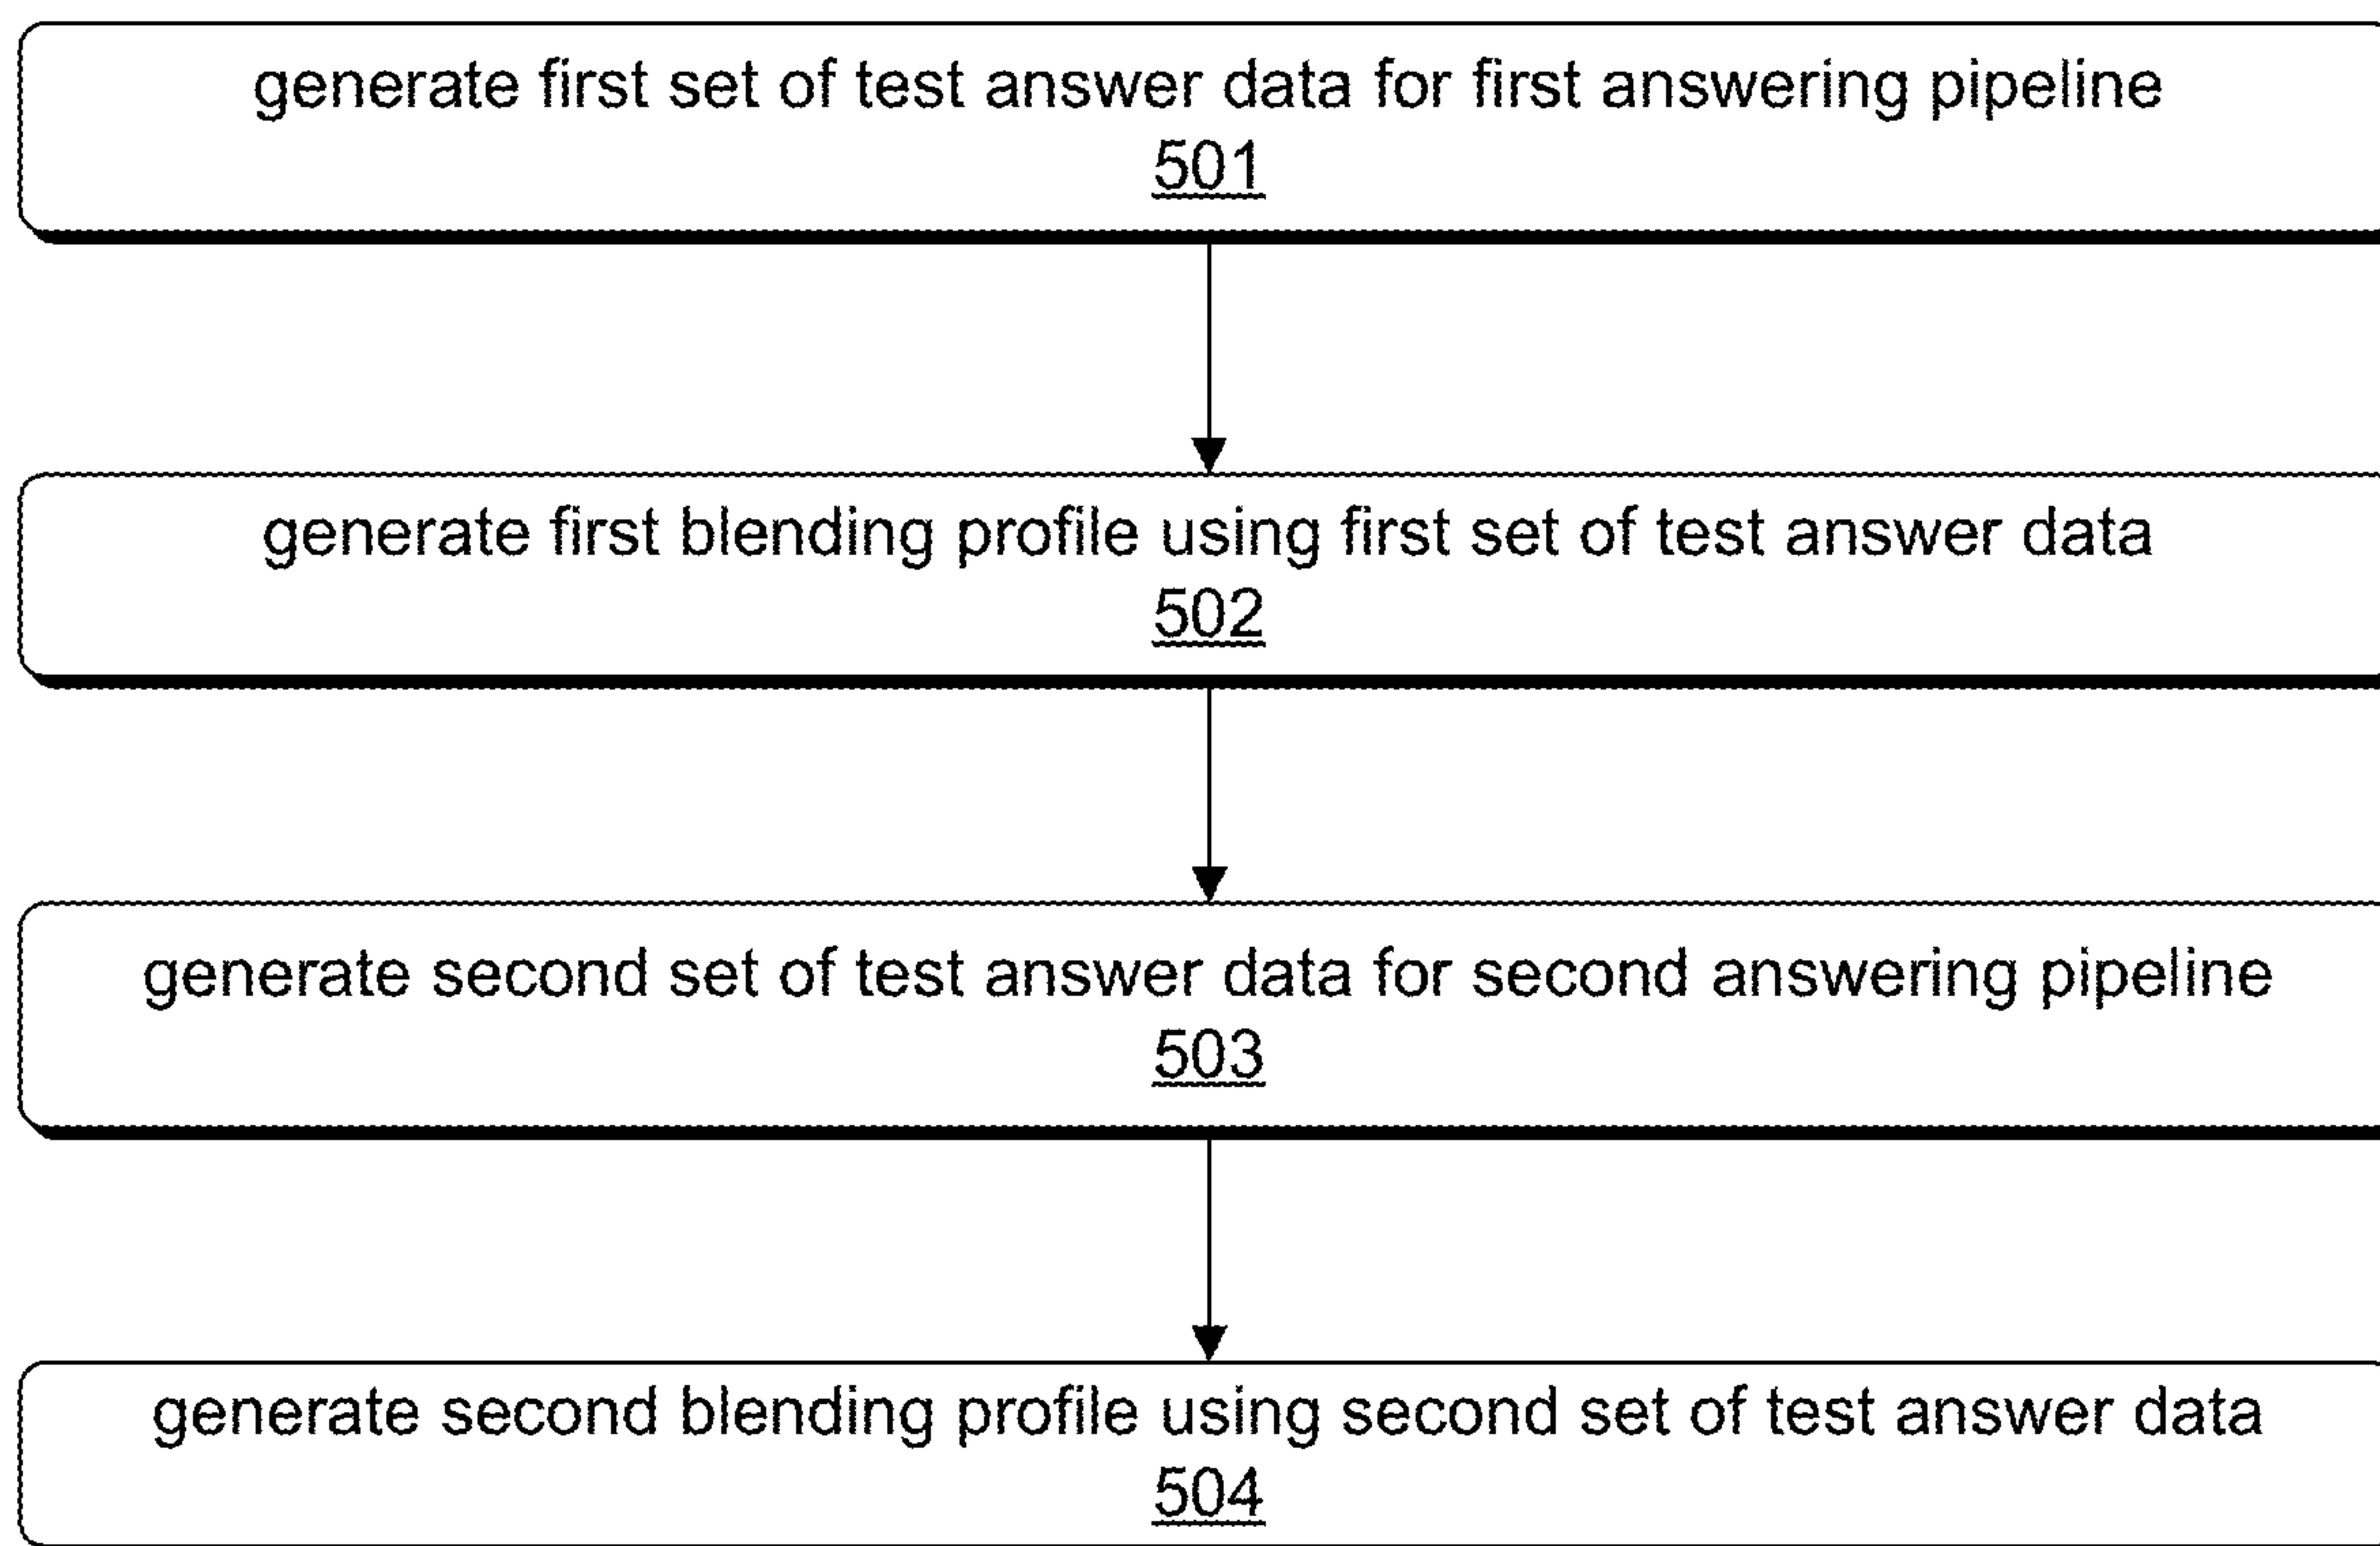 generate first set of test answer data for first answering pipeline
501
generate first blending profile using first set of test answer data
502
generate second set of test answer data for second answering pipeline
503
generate second blending profile using second set of test answer data
504